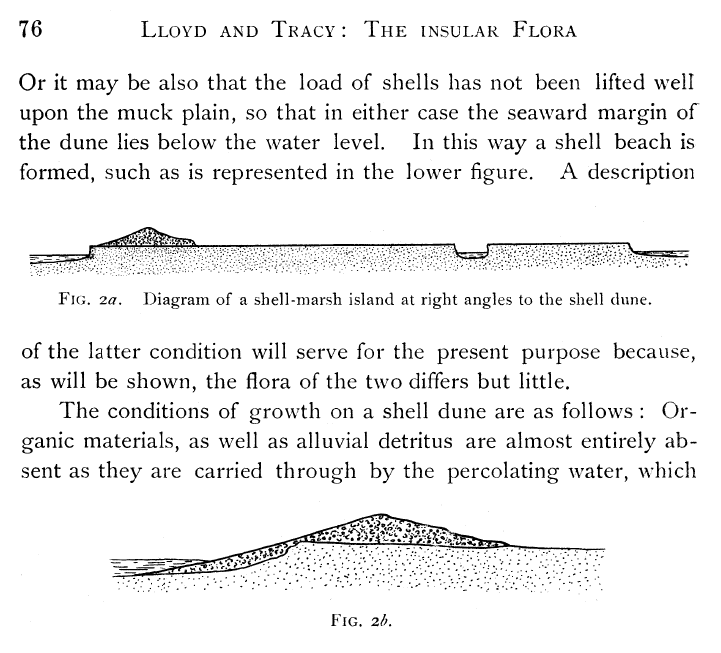 76 LLOYD AND TRACY: THE INSULAR FLORA
Or it may be also that the load of shells has not been lifted well
upon the muck plain, so that in either case the seaward margin of
the dune lies below the water level. In this way a shell beach is
formed, such as is represented in the lower figure. A description
FIG. 2a. Diagram of a shell-marsh island at right angles to the shell dune.
of the latter condition will serve for the present purpose because,
as will be shown, the flora of the two differs but little.
The conditions of growth on a shell dune are as follows: Or-
ganic materials, as well as alluvial detritus are almost entirely ab-
sent as they are carried through by the percolating water, which
FIG. 2b.